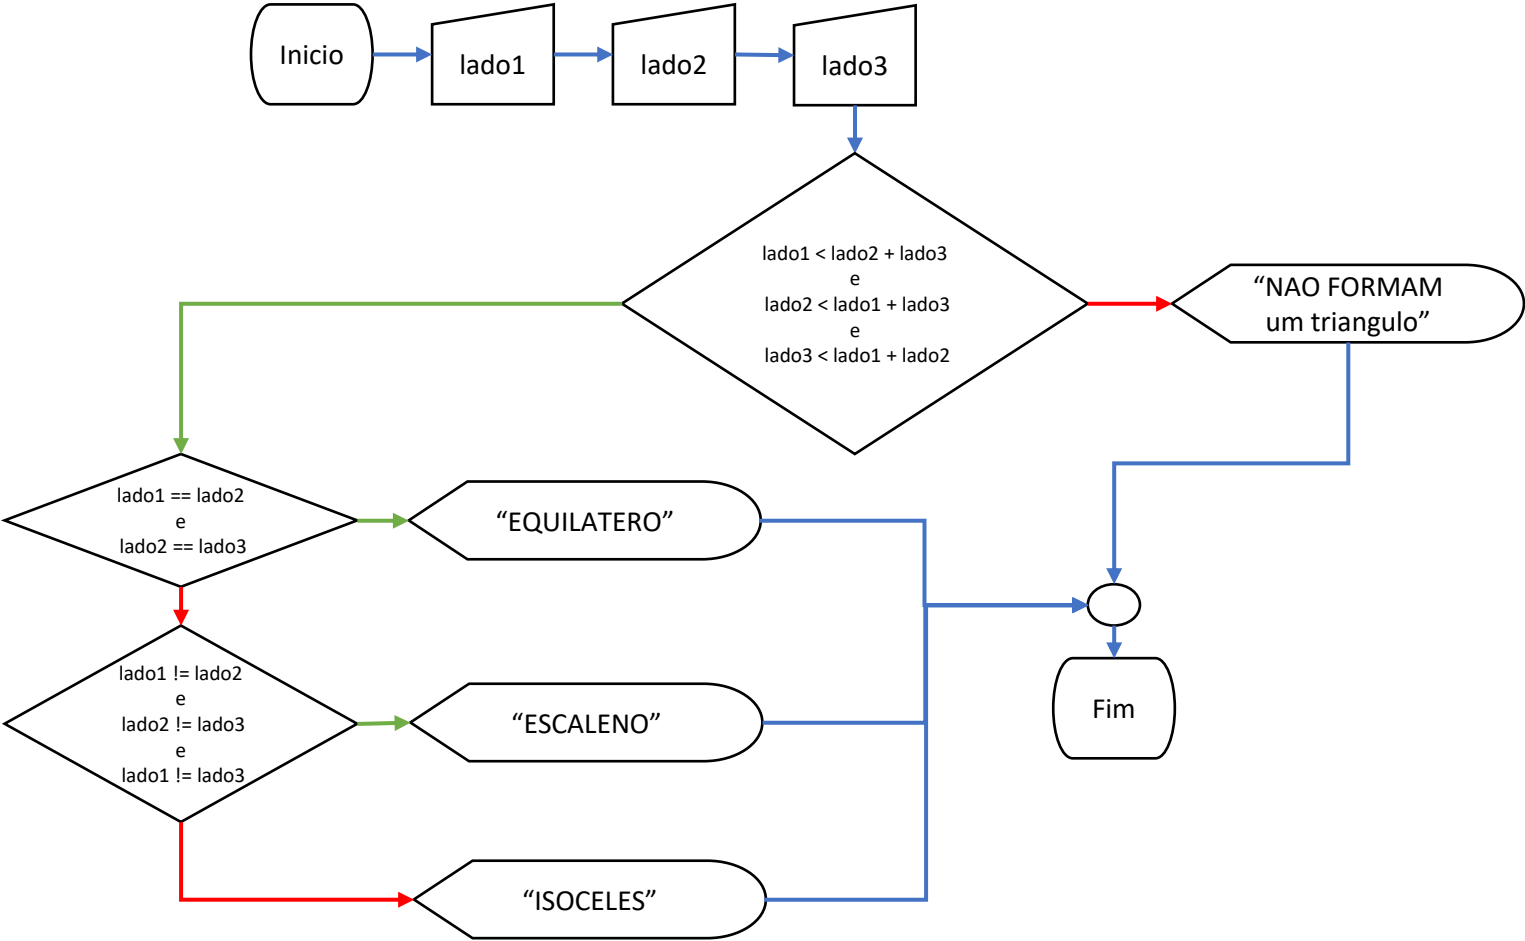 Inicio
lado1
lado2
lado3
lado1 < lado2 + lado3
e
lado2 < lado1 + lado3
e
lado3 < lado1 + lado2
“NAO FORMAM
um triangulo”
lado1 == lado2
e
lado2 == lado3
“EQUILATERO”
lado1 != lado2
e
lado2 != lado3
e
lado1 != lado3
“ESCALENO”
Fim
“ISOCELES”